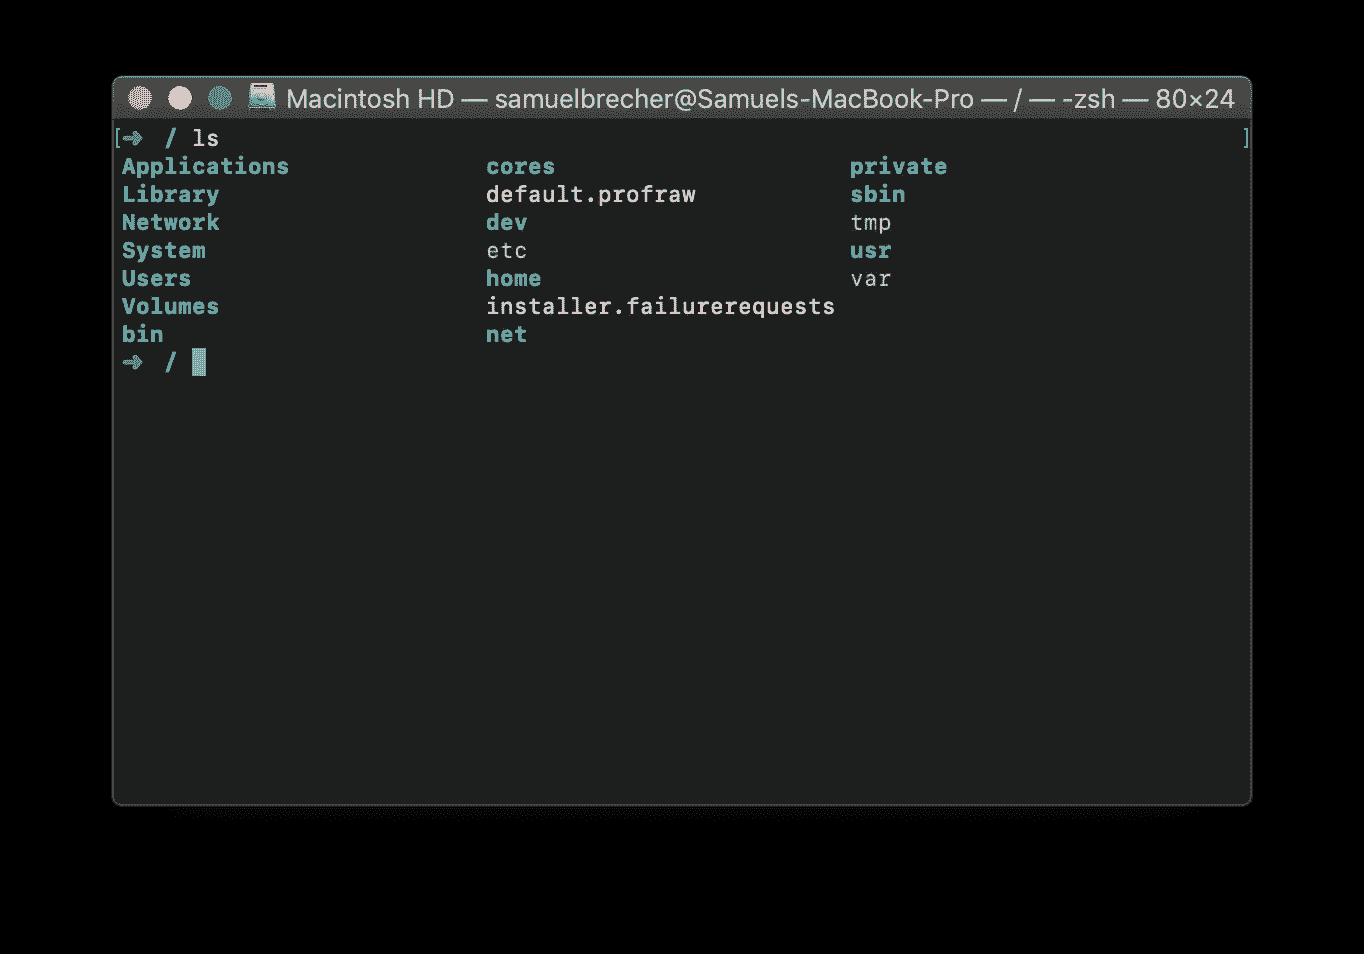 Macintosh HD — samuelbrecher@Samuels-MacBook-Pro — / — -zsh — 80×24
[➜ / ls ]
Applications cores private
Library default.profraw sbin
Network dev tmp
System etc usr
Users home var
Volumes installer.failurerequests
bin net
➜ /